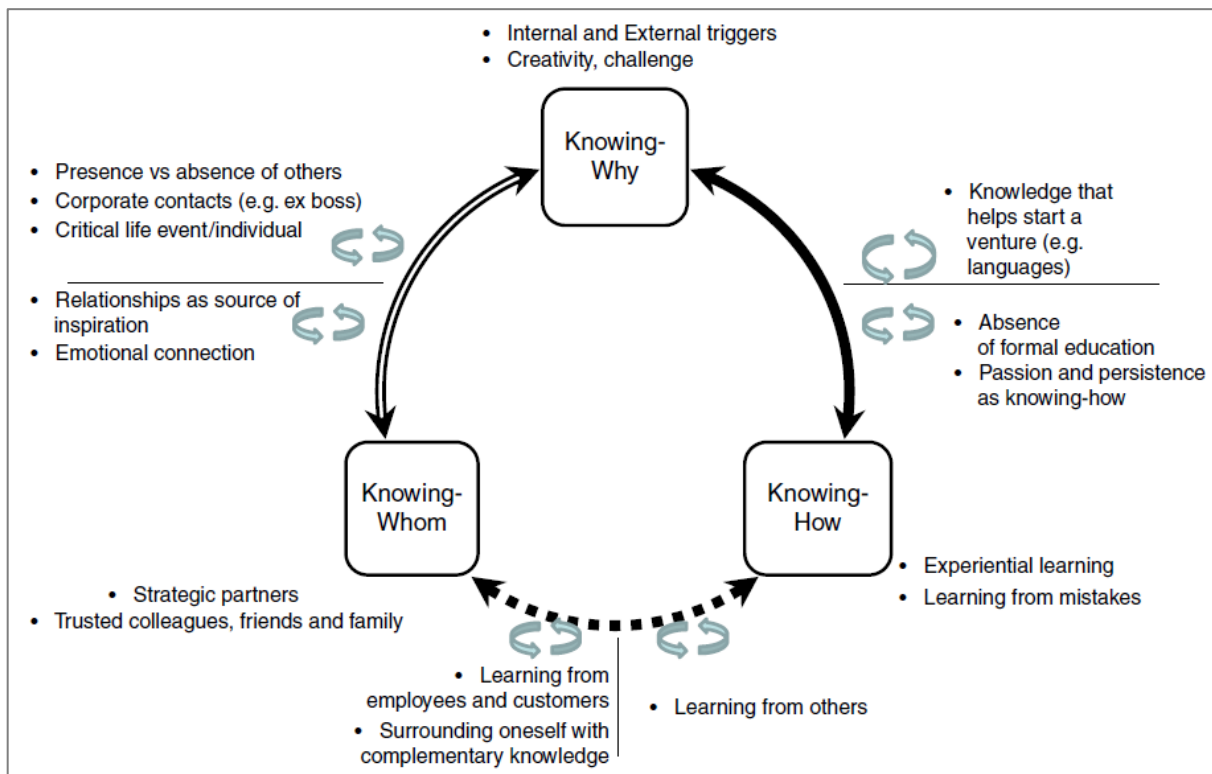 • Internal and External triggers
• Creativity, challenge
Knowing-
Why
• Presence vs absence of others
• Corporate contacts (e.g. ex boss)
• Critical life event/individual
• Relationships as source of
inspiration
• Emotional connection
• Knowledge that
helps start a
venture (e.g.
languages)
• Absence
of formal education
• Passion and persistence
as knowing-how
Knowing-
Whom
Knowing-
How
• Strategic partners
• Trusted colleagues, friends and family
• Experiential learning
• Learning from mistakes
• Learning from
employees and customers
• Surrounding oneself with
complementary knowledge
• Learning from others